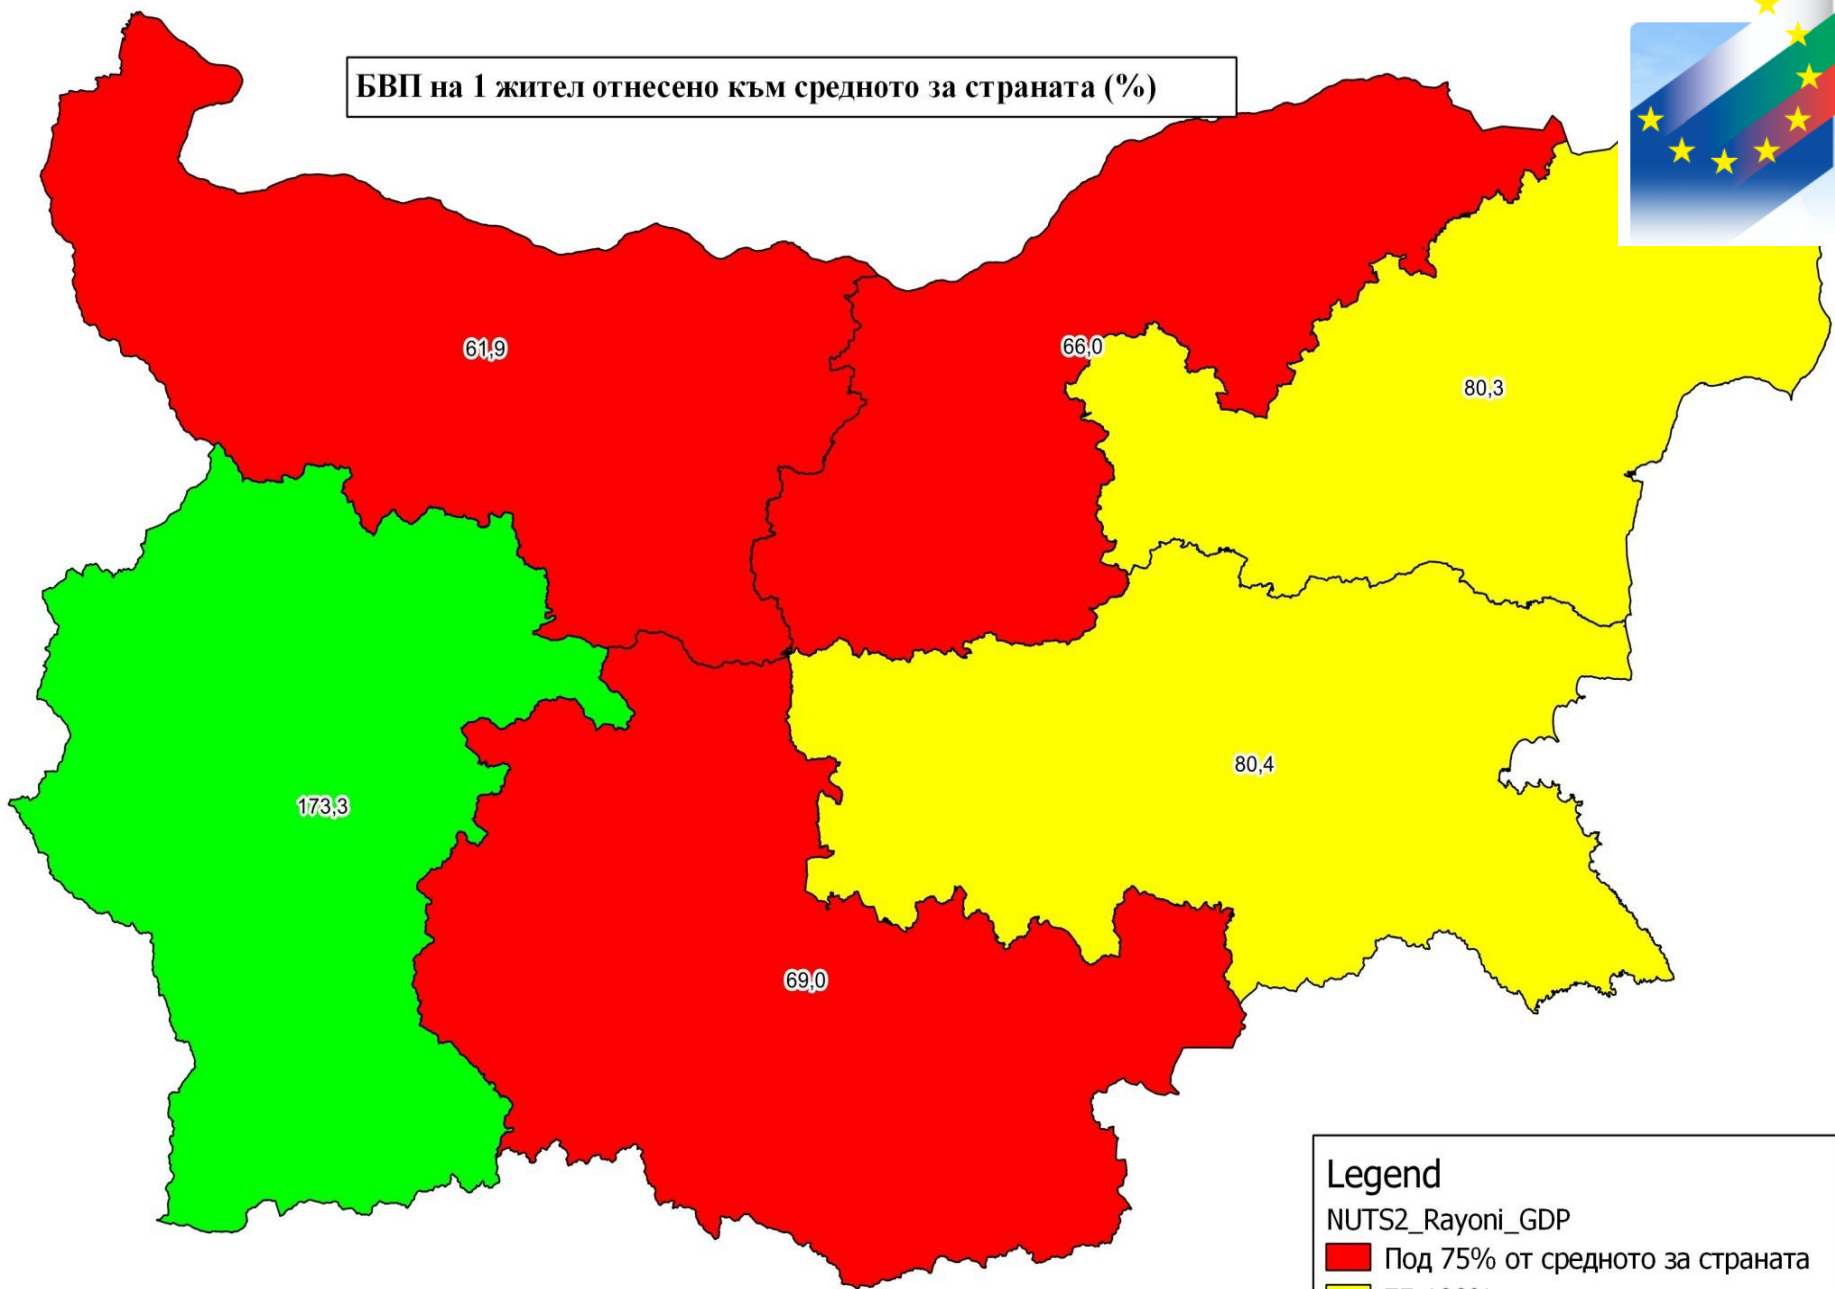 БВП на 1 жител отнесено към средното за страната (%)
61,9
66,0
80,3
173,3
80,4
69,0
Legend
NUTS2_Rayoni_GDP
Под 75% от средното за страната